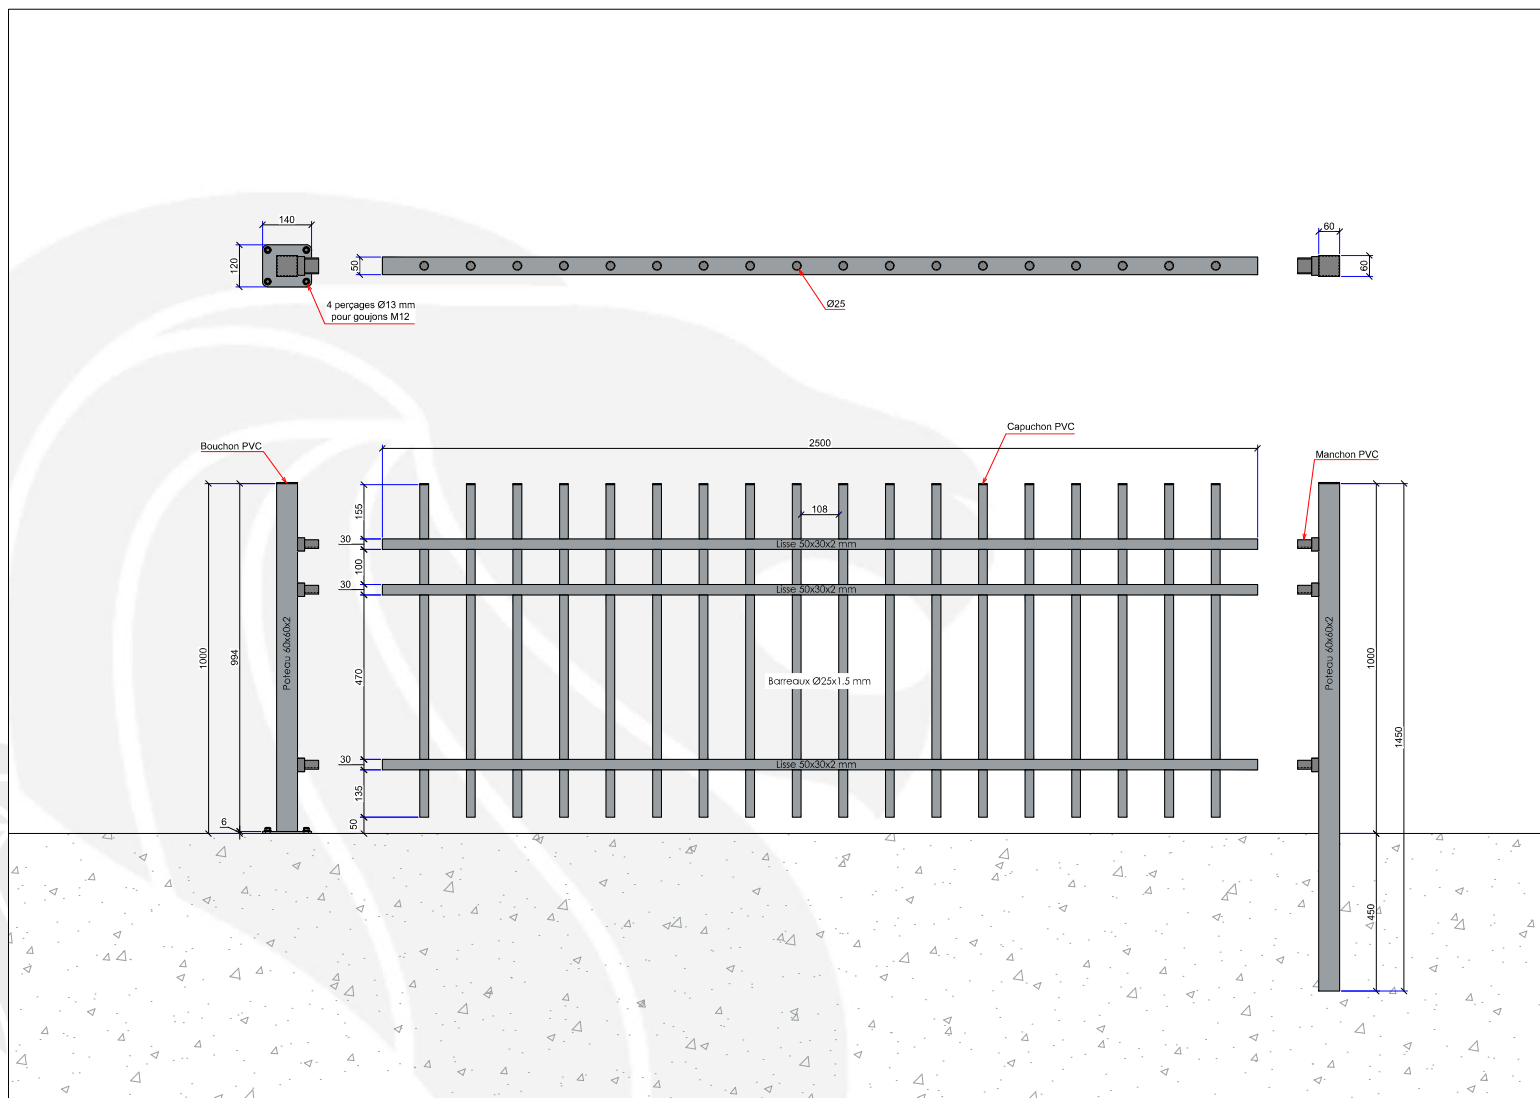 140
120
4 perçages Ø13 mm
pour goujons M12
50
Ø25
60
60
Bouchon PVC
2500
Capuchon PVC
Manchon PVC
155
108
30
Lisse 50x30x2 mm
100
30
Lisse 50x30x2 mm
1000
994
Poteau 60x60x2
470
Barreaux Ø25x1.5 mm
Poteau 60x60x2
1000
1450
30
Lisse 50x30x2 mm
135
6
50
450